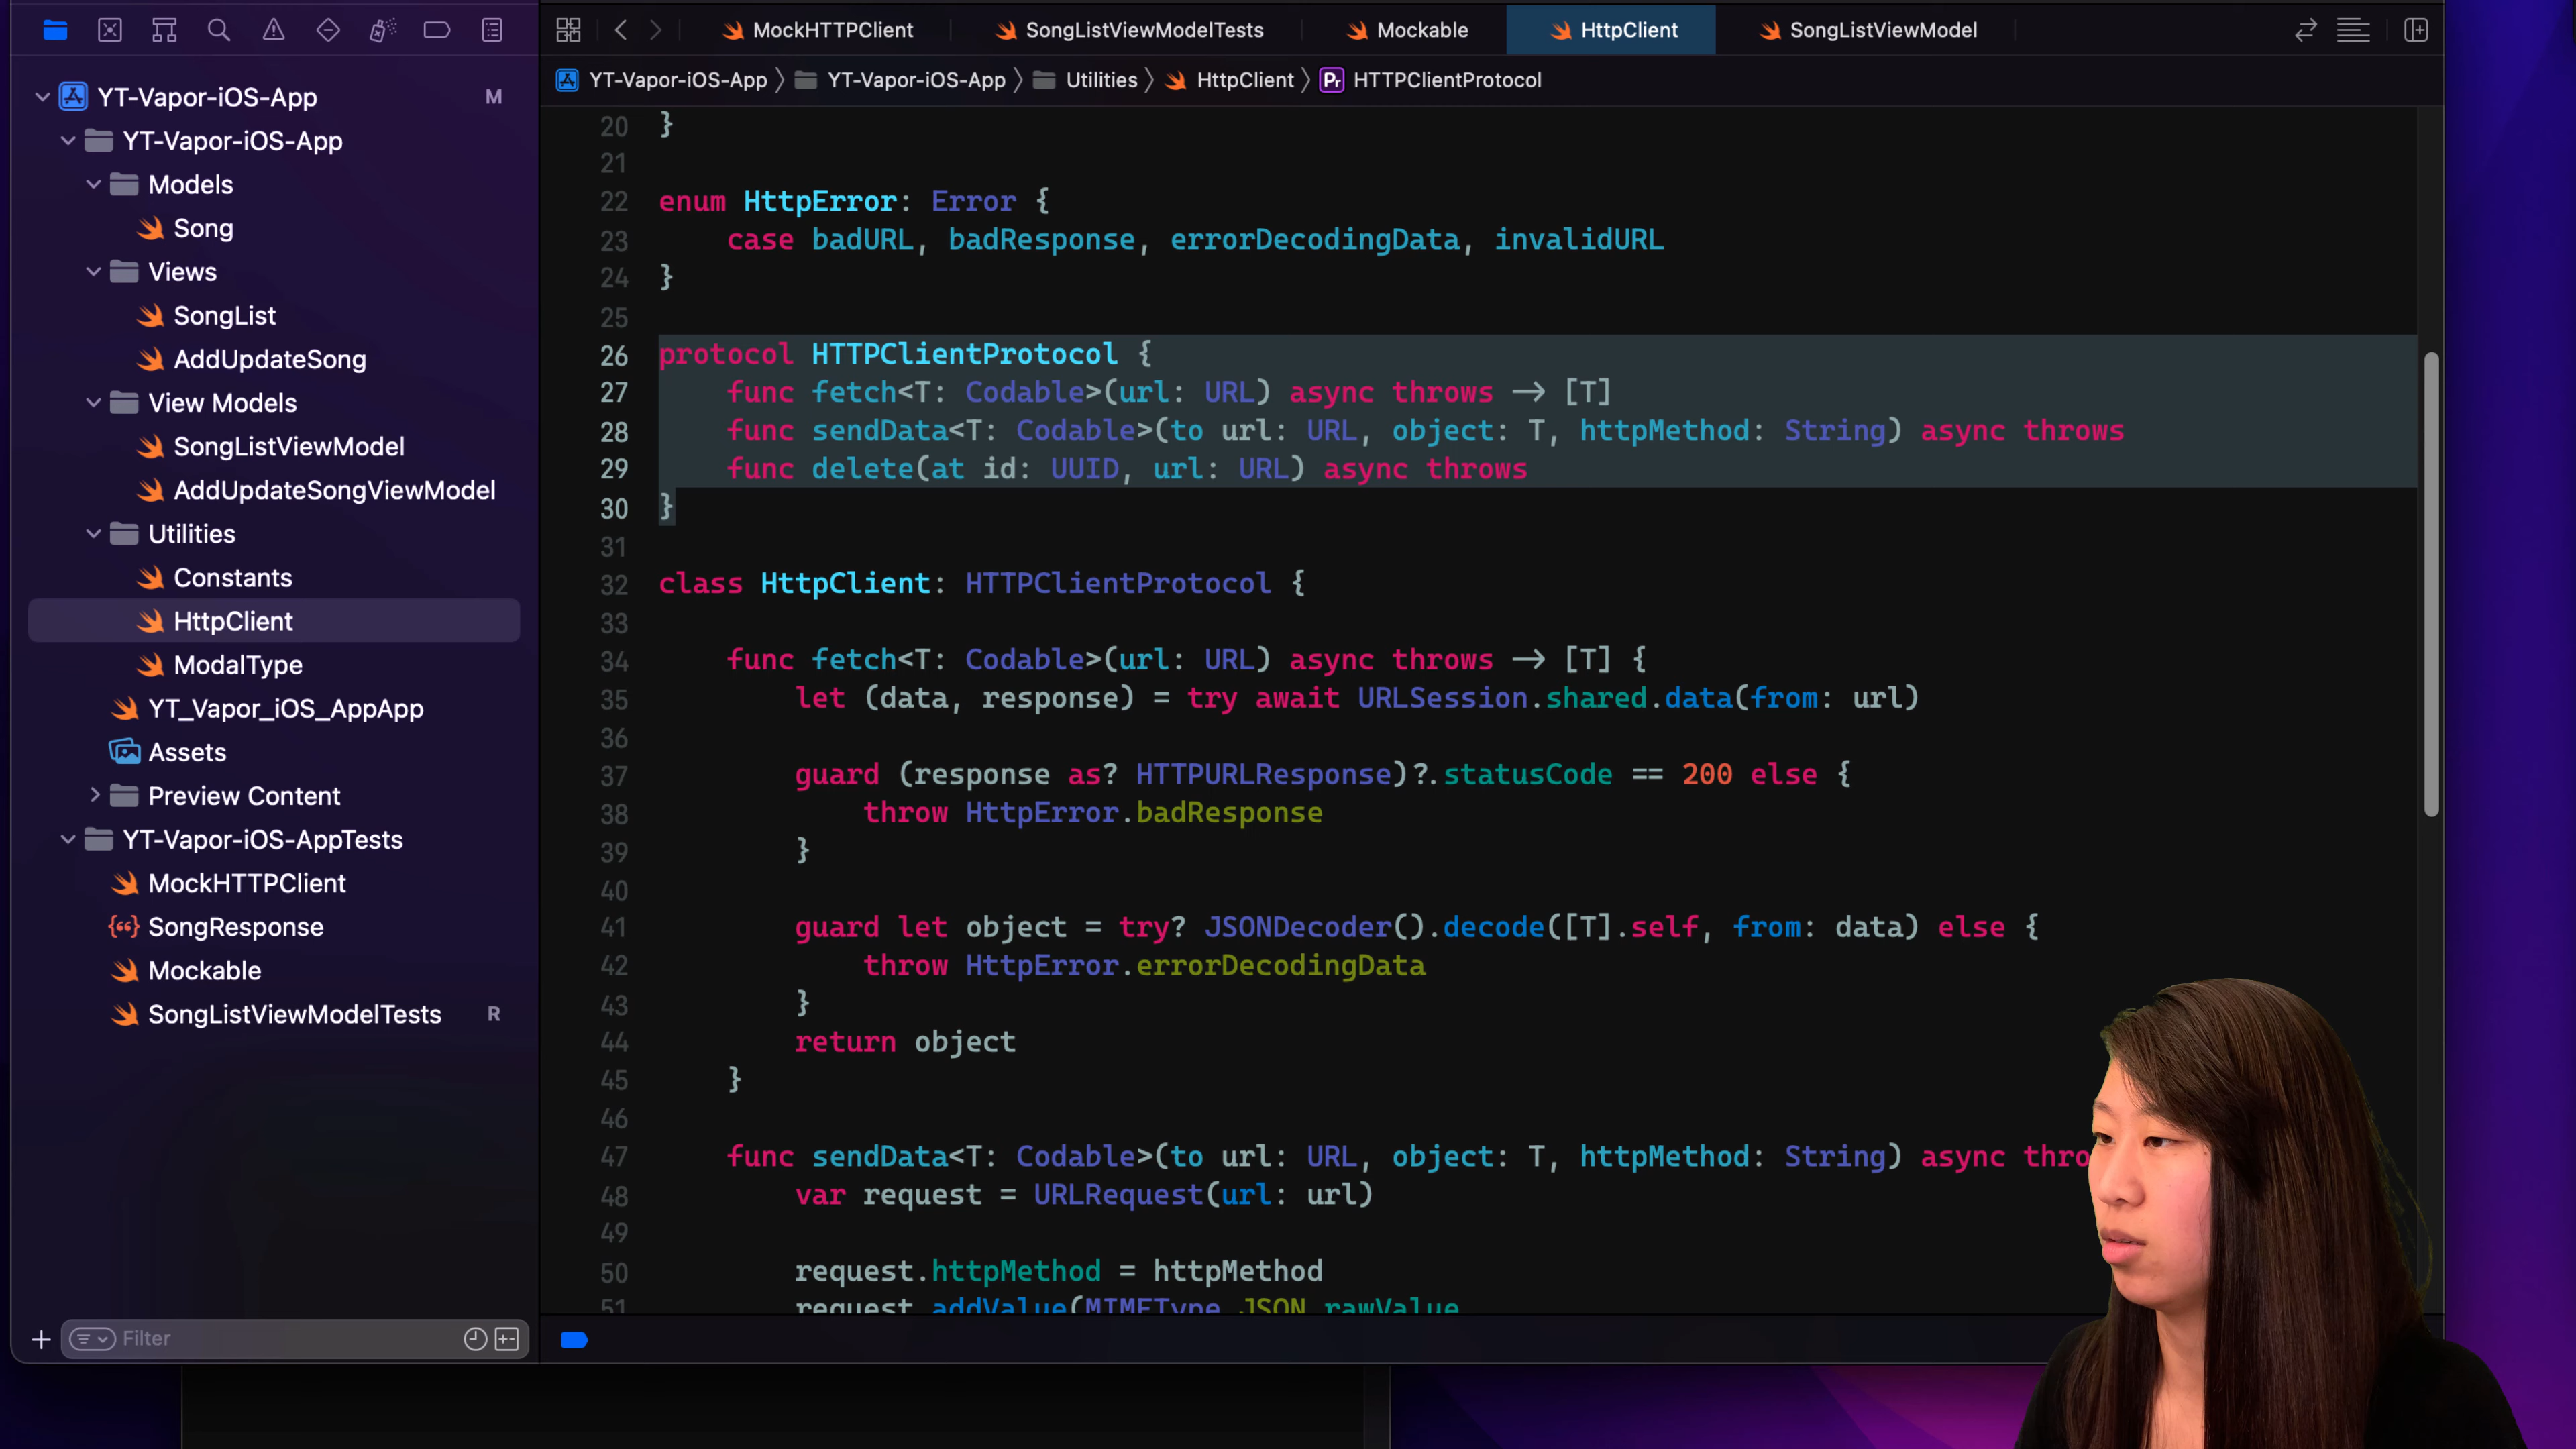 MockHTTPClient
SongListViewModelTests
Mockable
HttpClient
SongListViewModel
YT-Vapor-iOS-App
YT-Vapor-iOS-App
Utilities
HttpClient
Pr HTTPClientProtocol
YT-Vapor-iOS-App M
YT-Vapor-iOS-App
Models
Song
Views
SongList
AddUpdateSong
View Models
SongListViewModel
AddUpdateSongViewModel
Utilities
Constants
HttpClient
ModalType
YT_Vapor_iOS_AppApp
Assets
Preview Content
YT-Vapor-iOS-AppTests
MockHTTPClient
SongResponse
Mockable
SongListViewModelTests R
Filter
20 }
21
22 enum HttpError: Error {
23 case badURL, badResponse, errorDecodingData, invalidURL
24 }
25
26 protocol HTTPClientProtocol {
27 func fetch<T: Codable>(url: URL) async throws -> [T]
28 func sendData<T: Codable>(to url: URL, object: T, httpMethod: String) async throws
29 func delete(at id: UUID, url: URL) async throws
30 }
31
32 class HttpClient: HTTPClientProtocol {
33
34 func fetch<T: Codable>(url: URL) async throws -> [T] {
35 let (data, response) = try await URLSession.shared.data(from: url)
36
37 guard (response as? HTTPURLResponse)?.statusCode == 200 else {
38 throw HttpError.badResponse
39 }
40
41 guard let object = try? JSONDecoder().decode([T].self, from: data) else {
42 throw HttpError.errorDecodingData
43 }
44 return object
45 }
46
47 func sendData<T: Codable>(to url: URL, object: T, httpMethod: String) async thro
48 var request = URLRequest(url: url)
49
50 request.httpMethod = httpMethod
51 request.addValue(MIMEType.JSON.rawValue